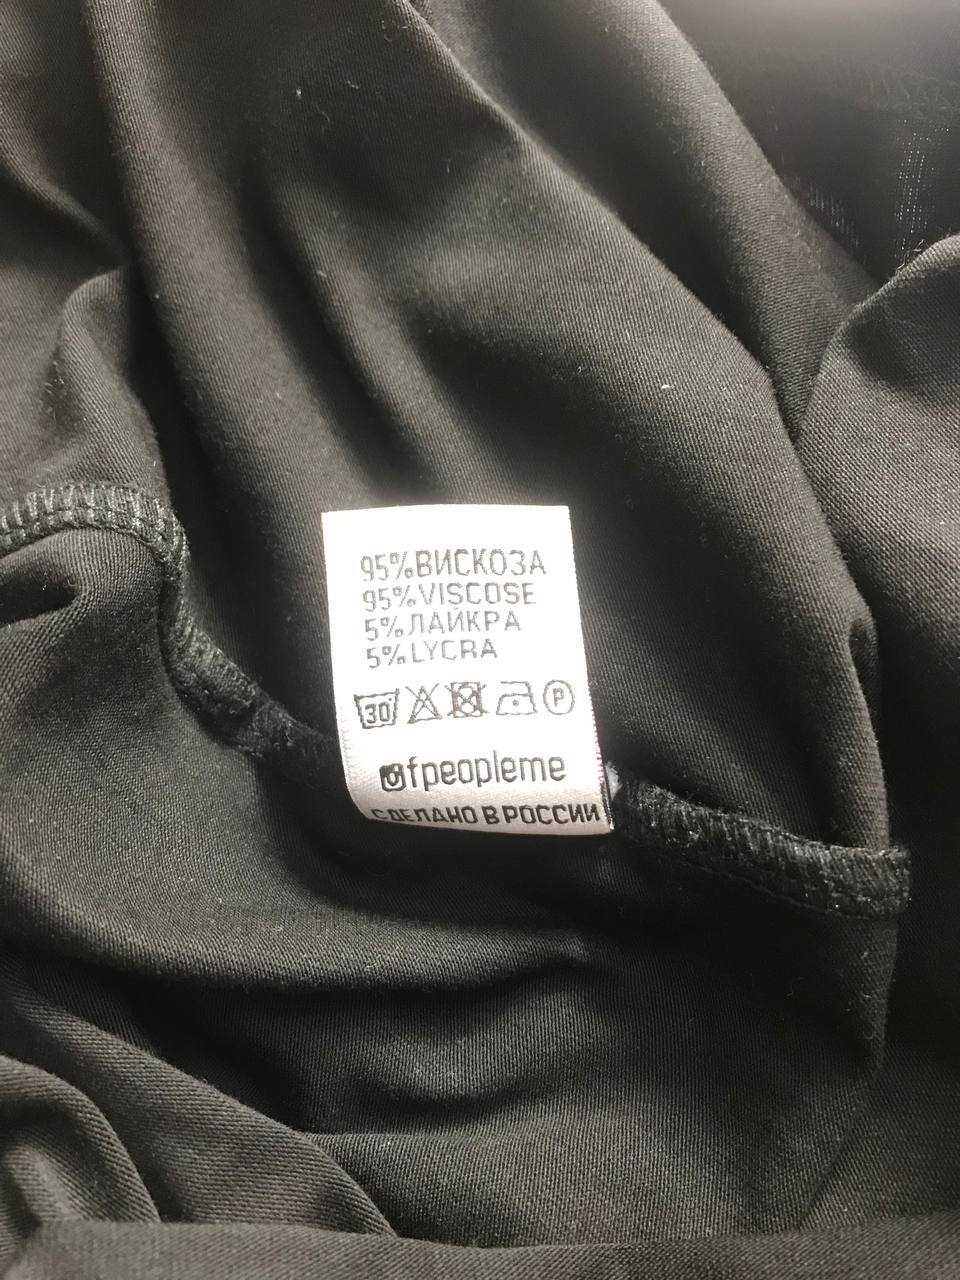 95%ВИСКОЗА
95%VISCOSE
5%ЛАЙКРА
5%LYCRA
30 P
fpeopleme
СДЕЛАНО В РОССИИ